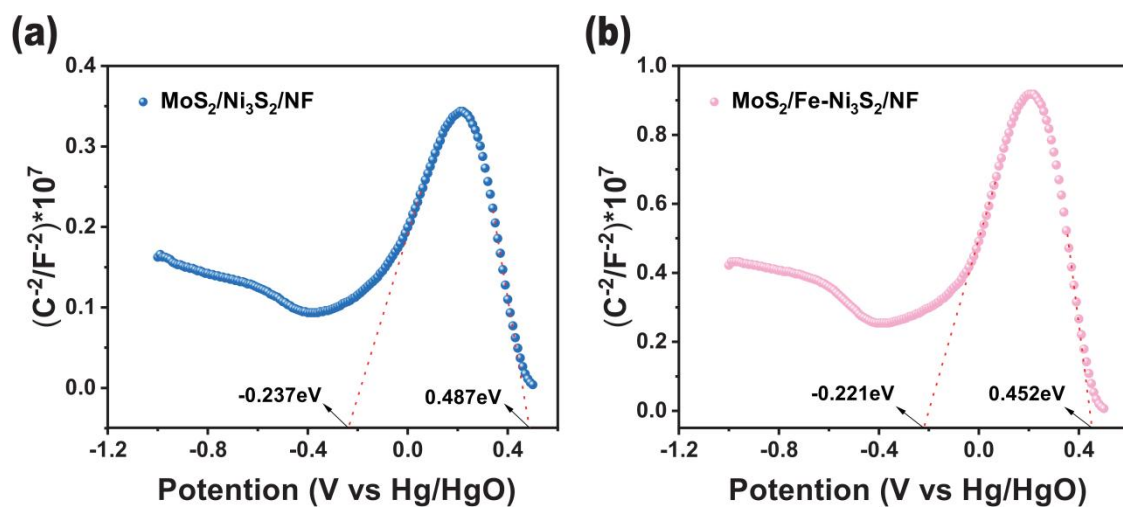 (a)
MoS₂/Ni₃S₂/NF
(C⁻²/F⁻²)*10⁷
0.4
0.3
0.2
0.1
0.0
-0.237eV
0.487eV
-1.2 -0.8 -0.4 0.0 0.4
Potention (V vs Hg/HgO)
(b)
MoS₂/Fe-Ni₃S₂/NF
(C⁻²/F⁻²)*10⁷
1.0
0.8
0.6
0.4
0.2
0.0
-0.221eV
0.452eV
-1.2 -0.8 -0.4 0.0 0.4
Potention (V vs Hg/HgO)